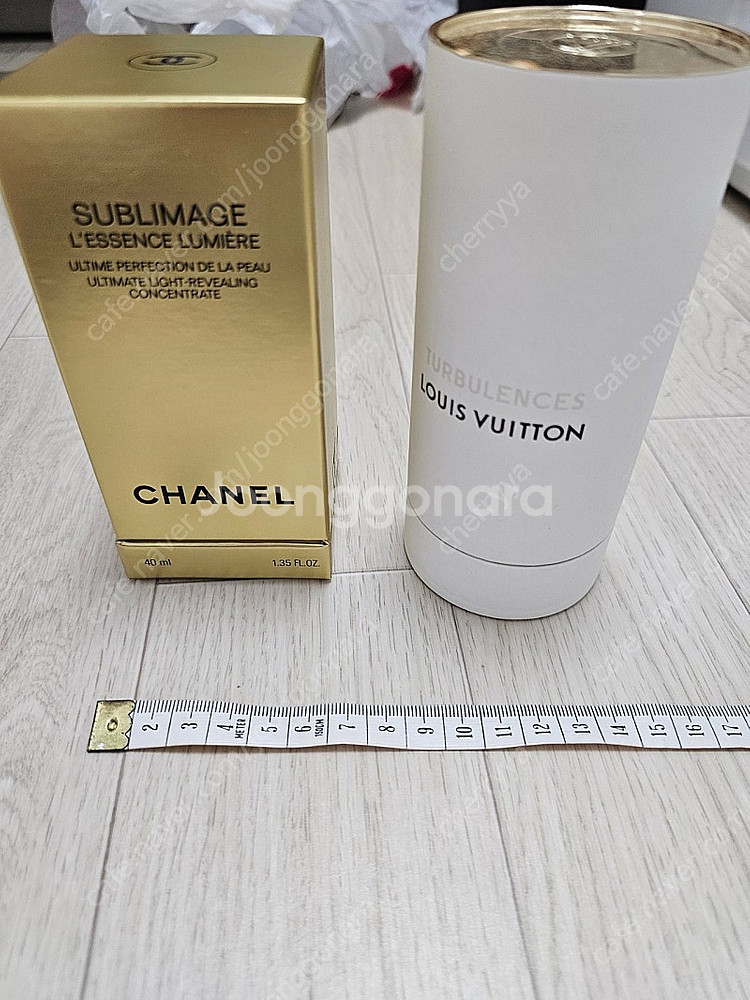 SUBLIMAGE
L'ESSENCE LUMIÈRE
ULTIME PERFECTION DE LA PEAU
ULTIMATE LIGHT-REVEALING
CONCENTRATE
CHANEL
40 ml 1.35 FL.OZ.
TURBULENCES
LOUIS VUITTON
Joonggonara
cherryya
cafe.naver.com/joonggonara
2 3 4 METER 5 6 150CM 7 8 9 10 11 12 13 14 15 16 17